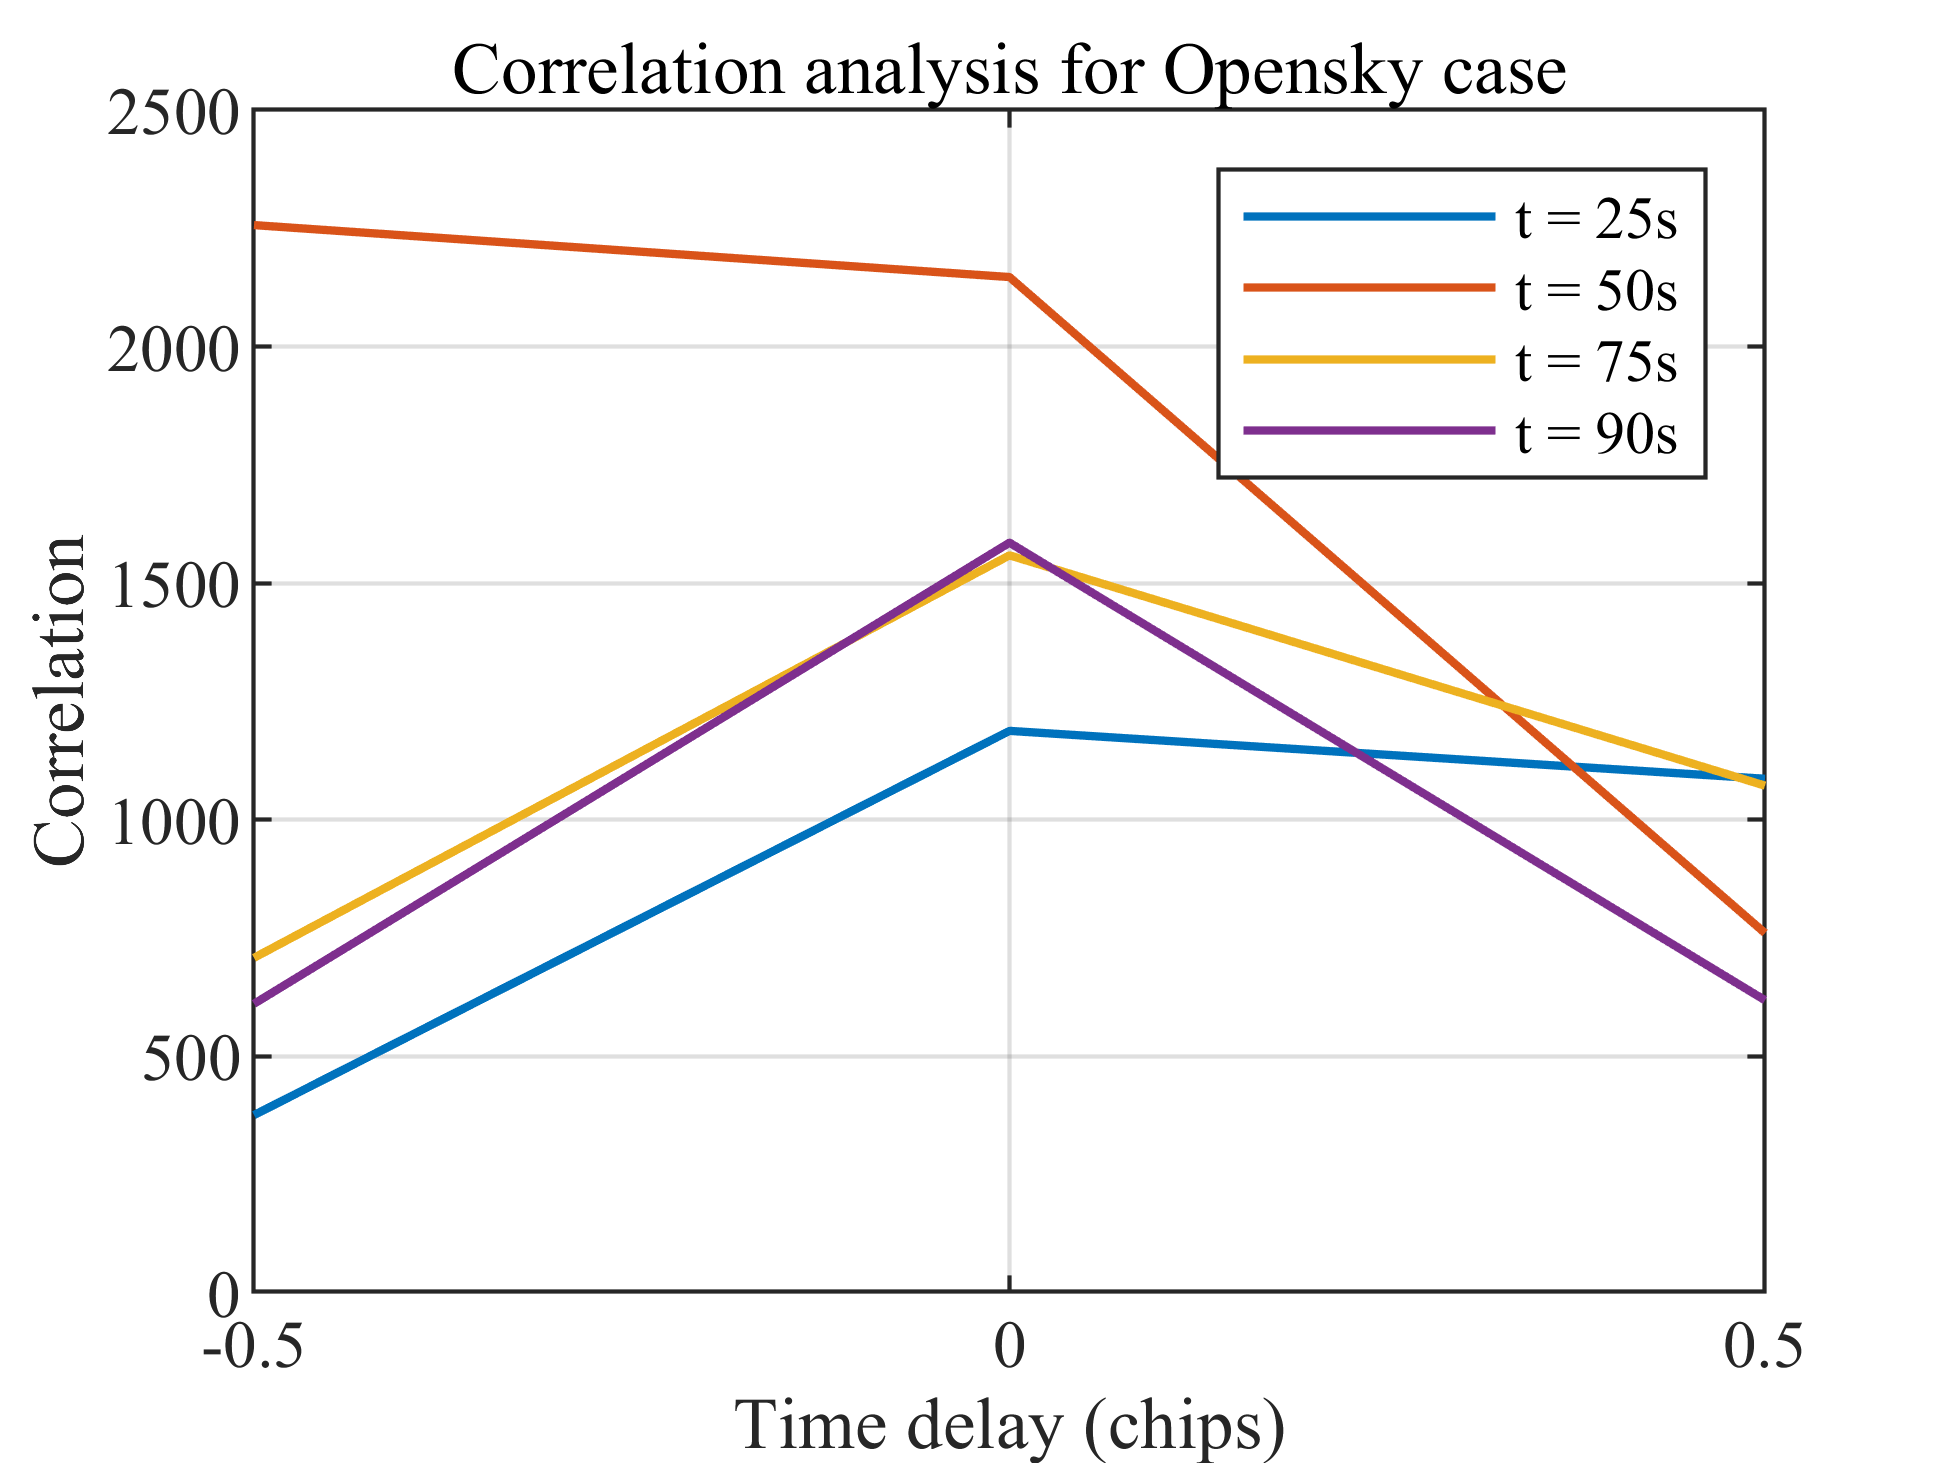 Correlation analysis for Opensky case
2500
2000
1500
1000
500
0
-0.5
0
0.5
Correlation
Time delay (chips)
t = 25s
t = 50s
t = 75s
t = 90s